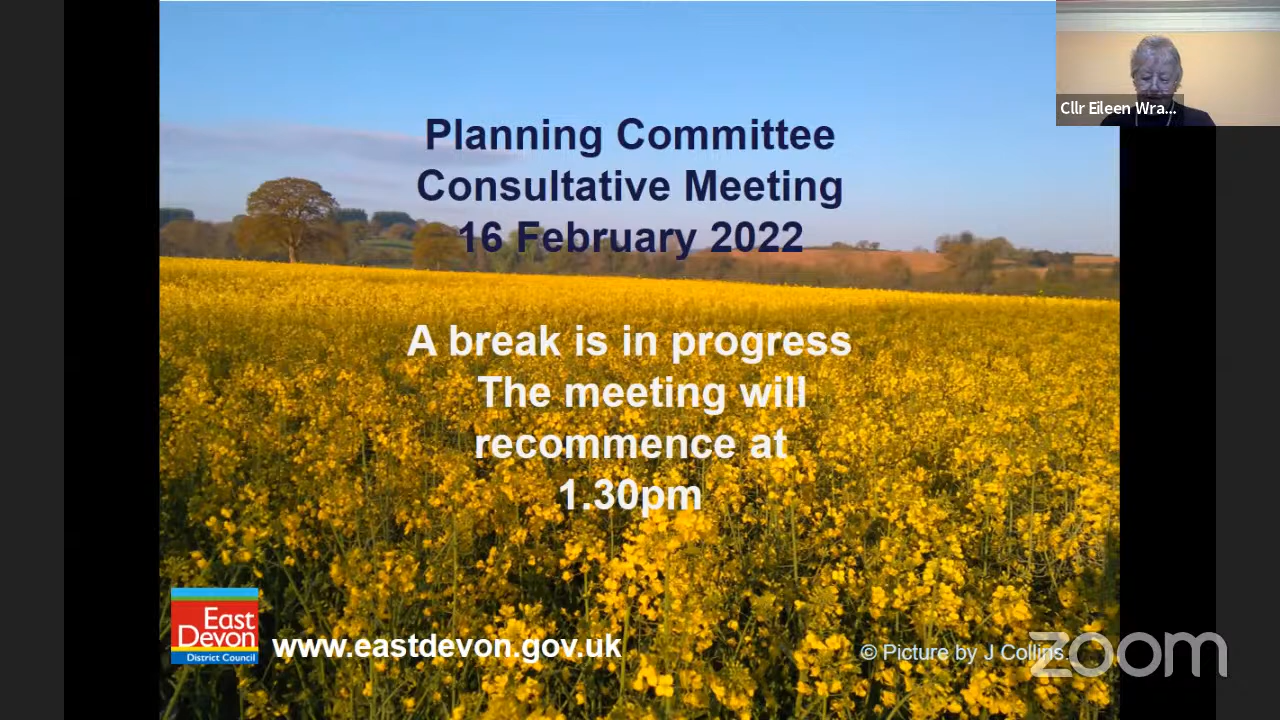 Cllr Eileen Wra...
Planning Committee
Consultative Meeting
16 February 2022
A break is in progress
The meeting will
recommence at
1.30pm
East
Devon
District Council
www.eastdevon.gov.uk
© Picture by J Collins.
zoom